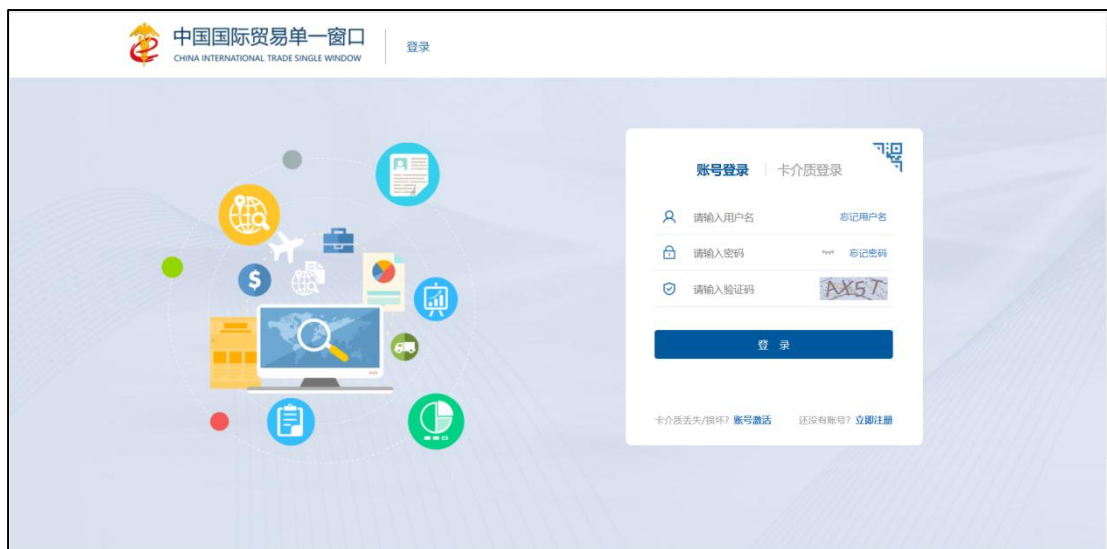 中国国际贸易单一窗口
CHINA INTERNATIONAL TRADE SINGLE WINDOW
登录
账号登录
卡介质登录
请输入用户名
忘记用户名
请输入密码
忘记密码
请输入验证码
AX5T
登 录
卡介质丢失/损坏? 账号激活
还没有账号? 立即注册